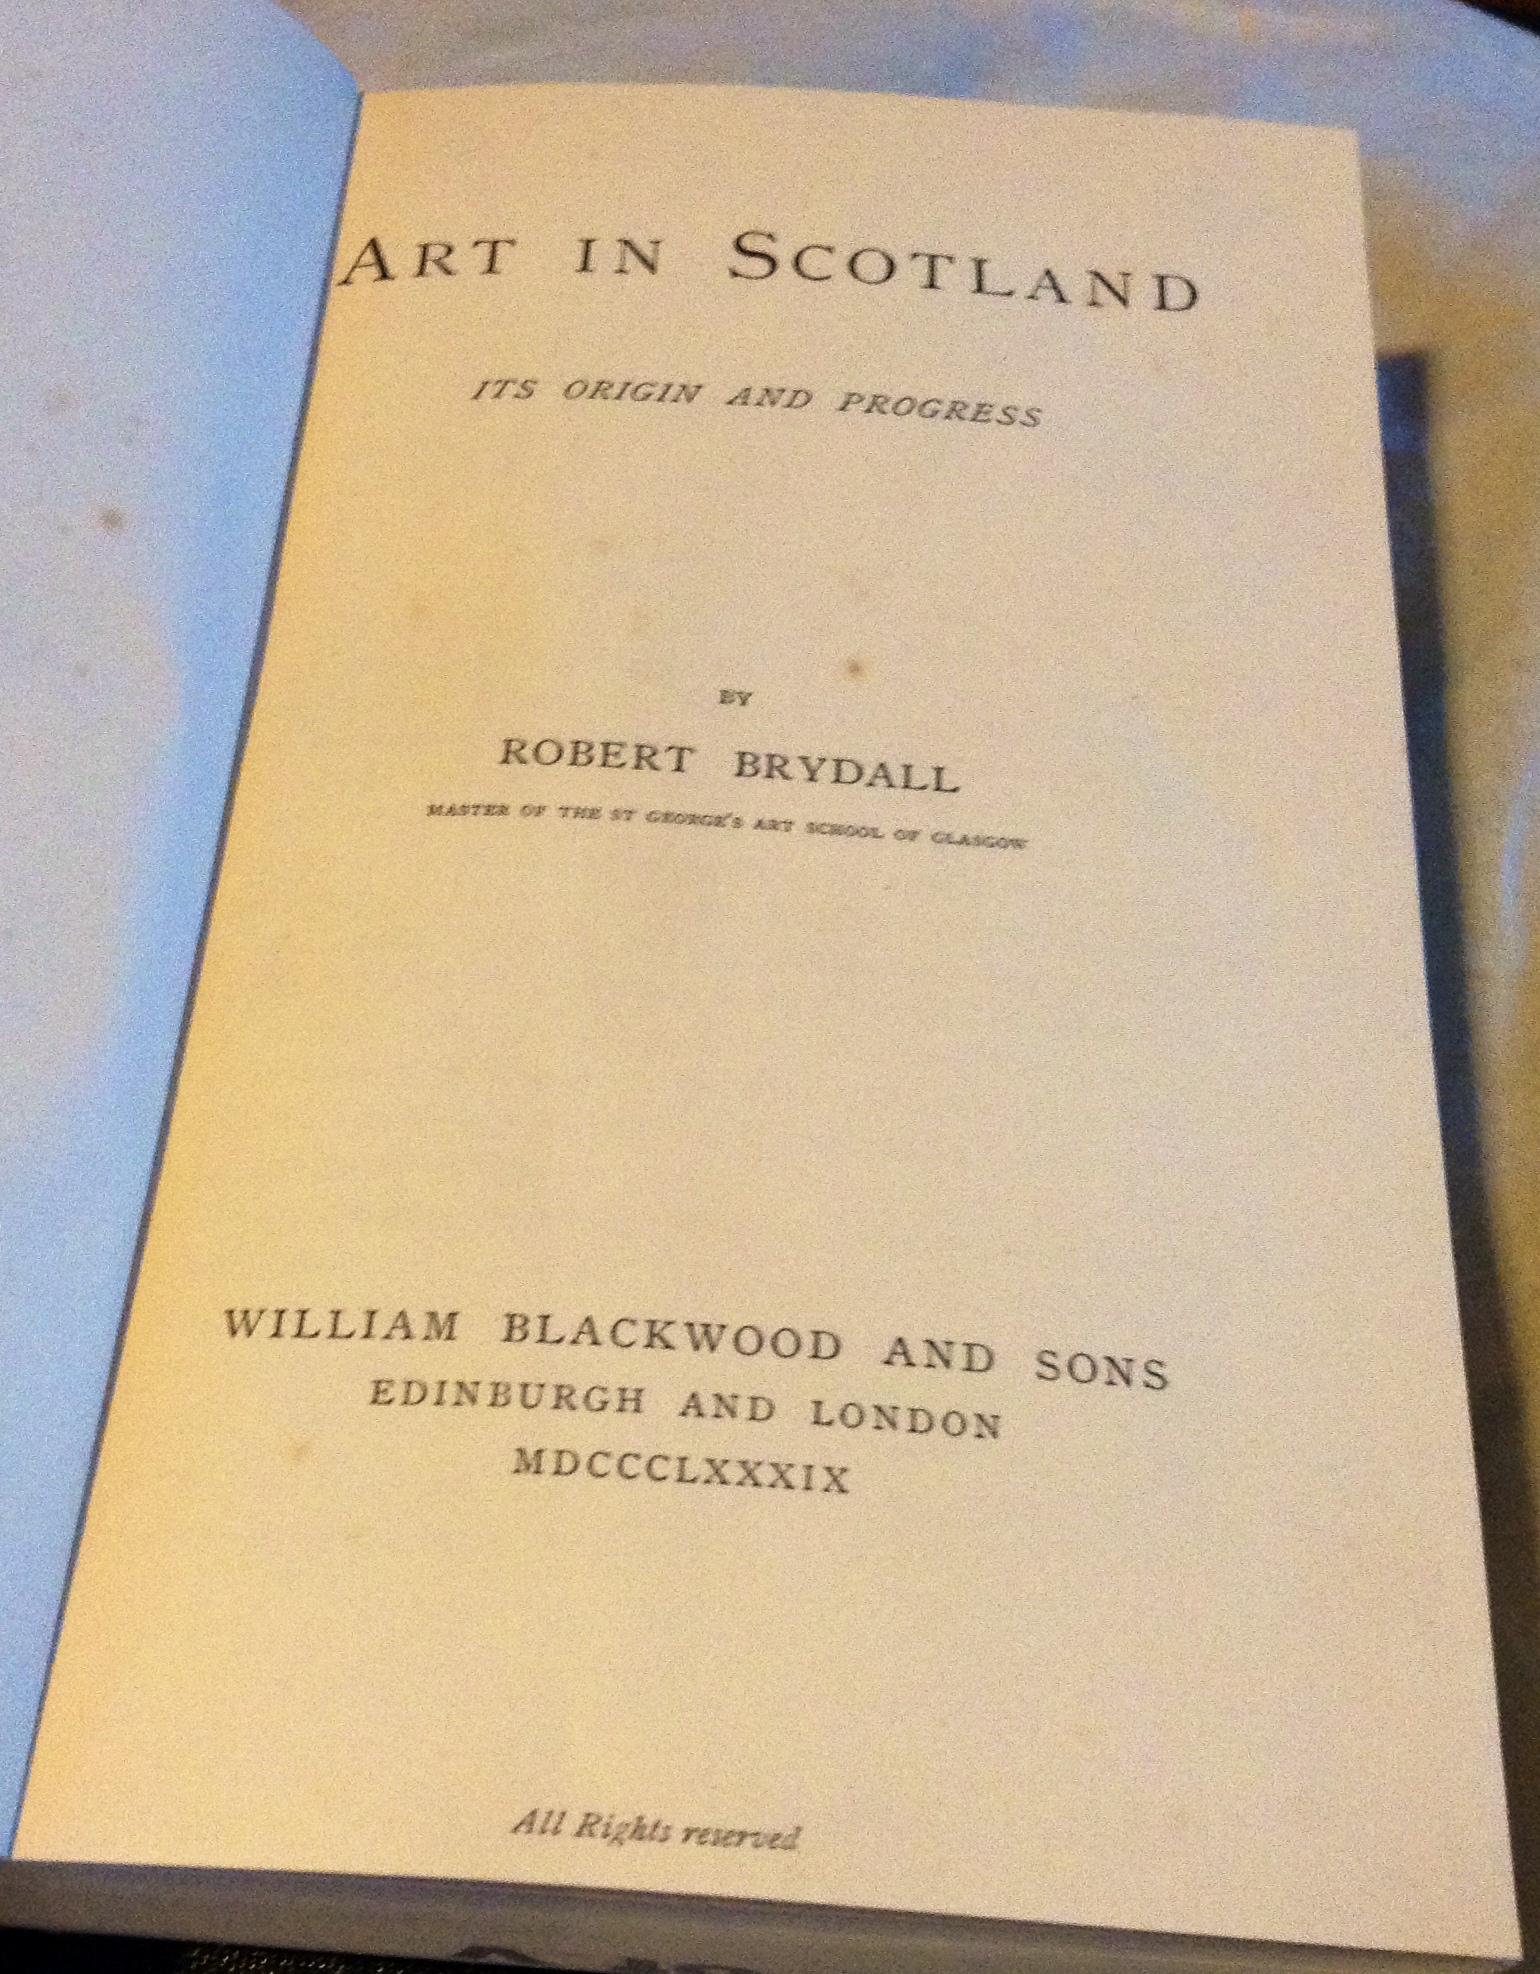 ART IN SCOTLAND
ITS ORIGIN AND PROGRESS
BY
ROBERT BRYDALL
MASTER OF THE ST GEORGE'S ART SCHOOL OF GLASGOW
WILLIAM BLACKWOOD AND SONS
EDINBURGH AND LONDON
MDCCCLXXXIX
All Rights reserved